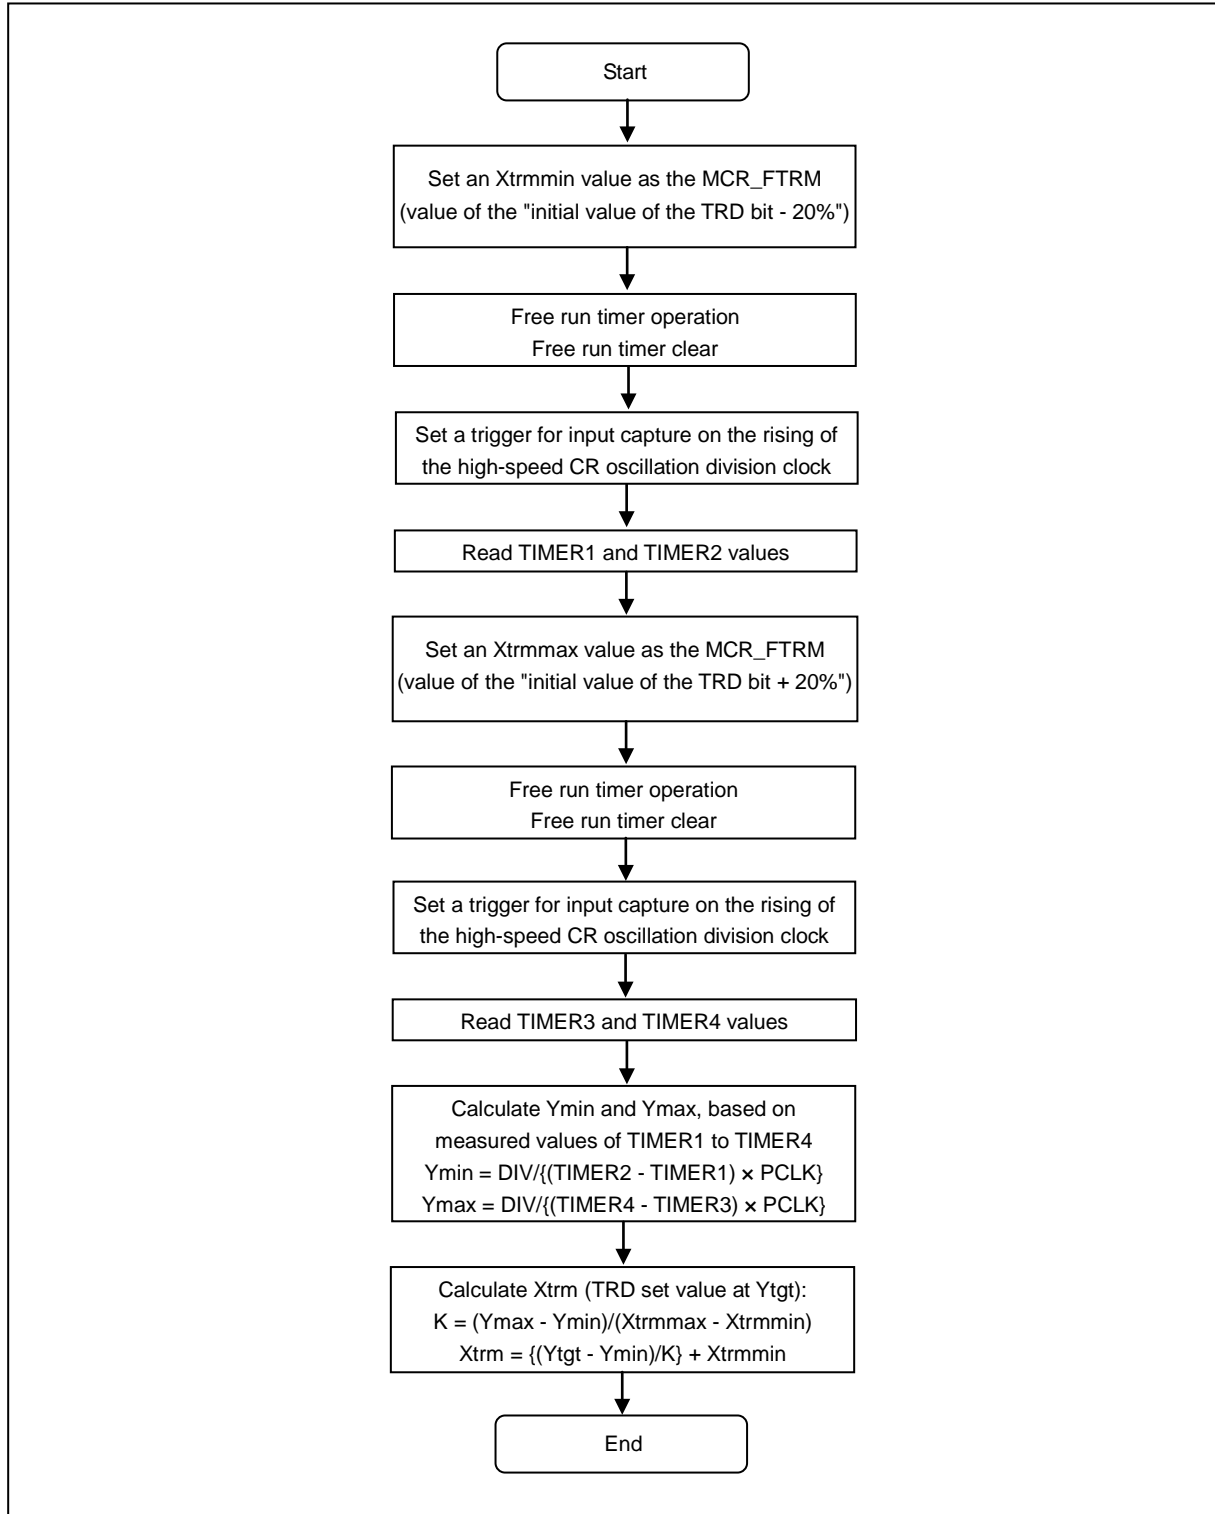 Start
Set an Xtrmmin value as the MCR_FTRM
(value of the "initial value of the TRD bit - 20%")
Free run timer operation
Free run timer clear
Set a trigger for input capture on the rising of
the high-speed CR oscillation division clock
Read TIMER1 and TIMER2 values
Set an Xtrmmax value as the MCR_FTRM
(value of the "initial value of the TRD bit + 20%")
Free run timer operation
Free run timer clear
Set a trigger for input capture on the rising of
the high-speed CR oscillation division clock
Read TIMER3 and TIMER4 values
Calculate Ymin and Ymax, based on
measured values of TIMER1 to TIMER4
Ymin = DIV/{(TIMER2 - TIMER1) × PCLK}
Ymax = DIV/{(TIMER4 - TIMER3) × PCLK}
Calculate Xtrm (TRD set value at Ytgt):
K = (Ymax - Ymin)/(Xtrmmax - Xtrmmin)
Xtrm = {(Ytgt - Ymin)/K} + Xtrmmin
End